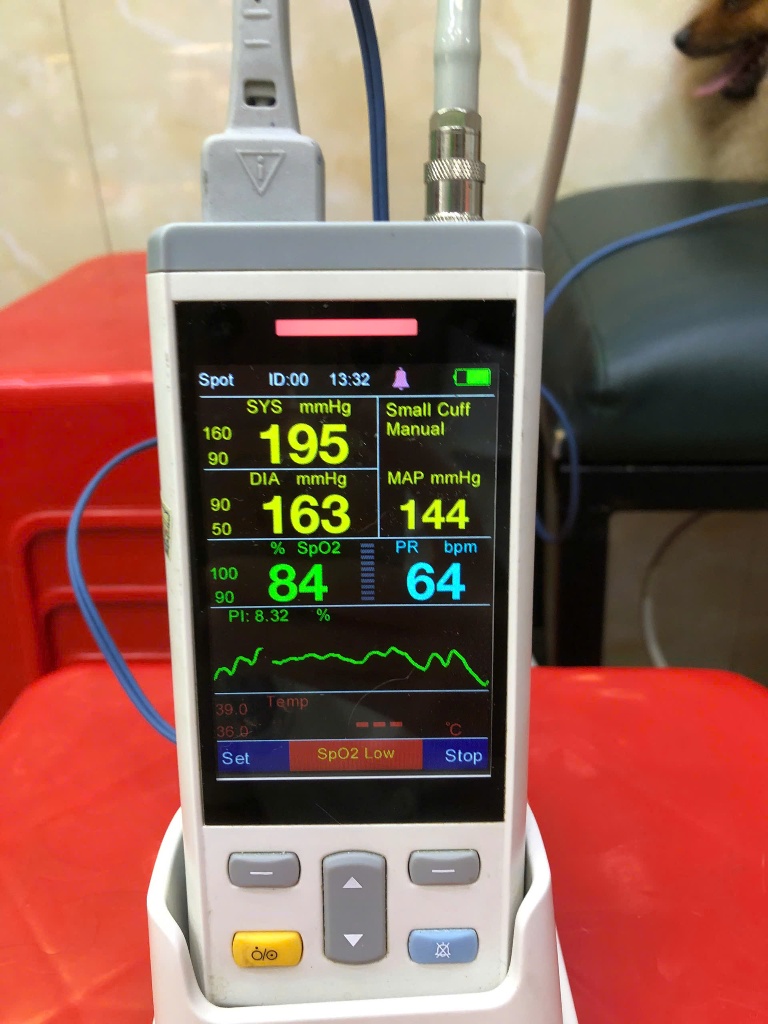 Spot ID:00 13:32
SYS mmHg
160
90
195
Small Cuff
Manual
DIA mmHg
90
50
163
MAP mmHg
144
% SpO2
100
90
84
PR bpm
64
PI: 8.32 %
39.0
36.0
Temp
---
°C
Set SpO2 Low Stop